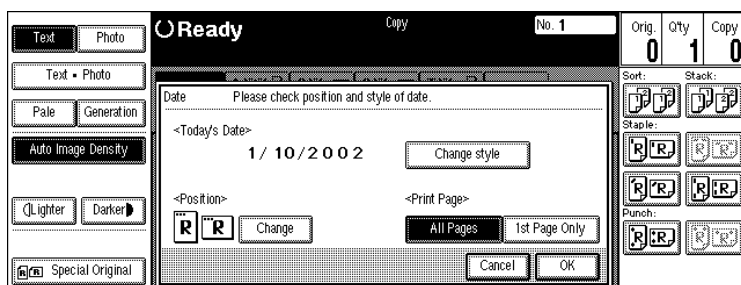 Text Photo
Text • Photo
Pale Generation
Auto Image Density
Lighter Darker
Special Original
Ready
Copy
No. 1
Date Please check position and style of date.
<Today's Date>
1/ 10/2002
Change style
<Position>
R R Change
<Print Page>
All Pages 1st Page Only
Cancel OK
Orig. Q'ty Copy
0 1 0
Sort: Stack:
Staple:
Punch: